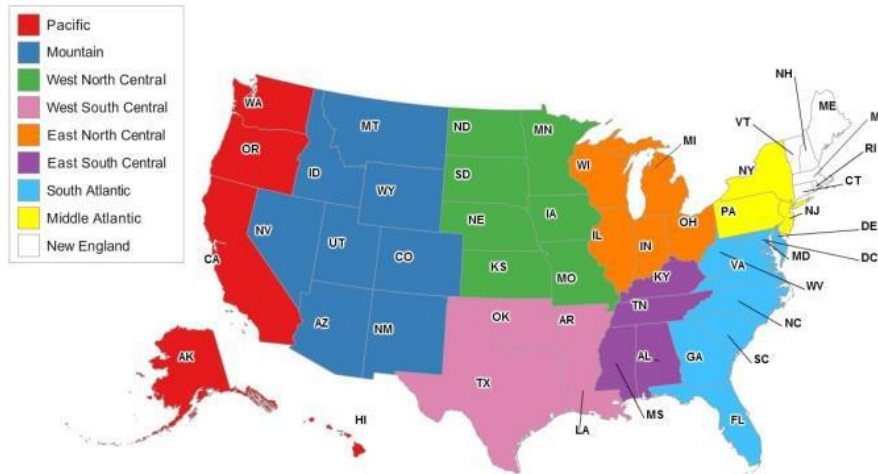 Pacific
Mountain
West North Central
West South Central
East North Central
East South Central
South Atlantic
Middle Atlantic
New England
WA
OR
CA
AK
HI
MT
ID
WY
NV
UT
CO
AZ
NM
ND
SD
NE
KS
MN
IA
MO
OK
AR
TX
LA
WI
MI
IL
IN
OH
KY
TN
AL
MS
NY
PA
NJ
DE
DC
MD
VA
WV
NC
SC
GA
FL
NH
VT
ME
M
RI
CT